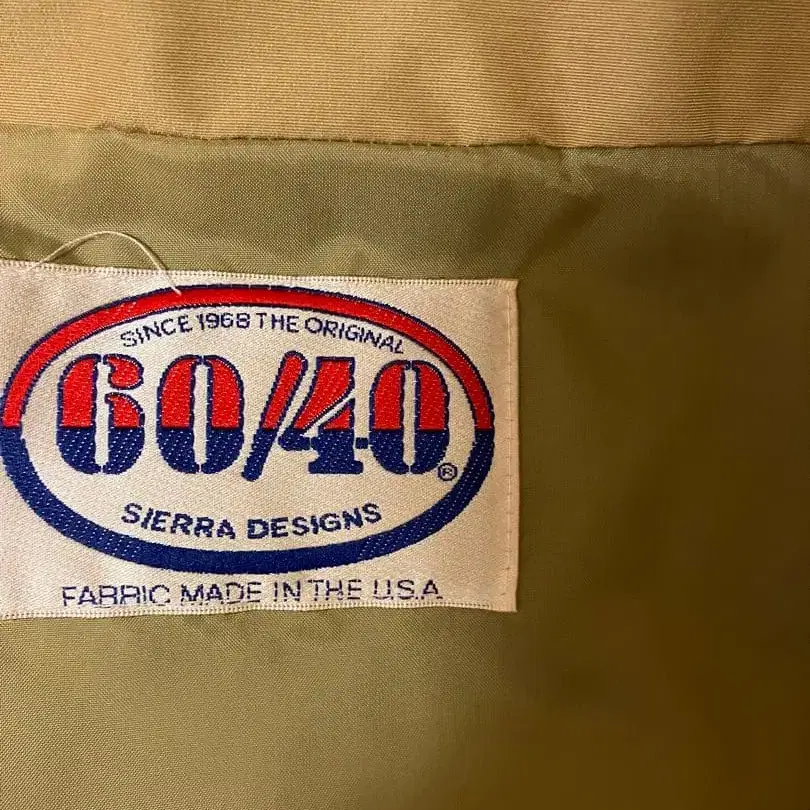 SINCE 1968 THE ORIGINAL
60/40®
SIERRA DESIGNS
FABRIC MADE IN THE U.S.A